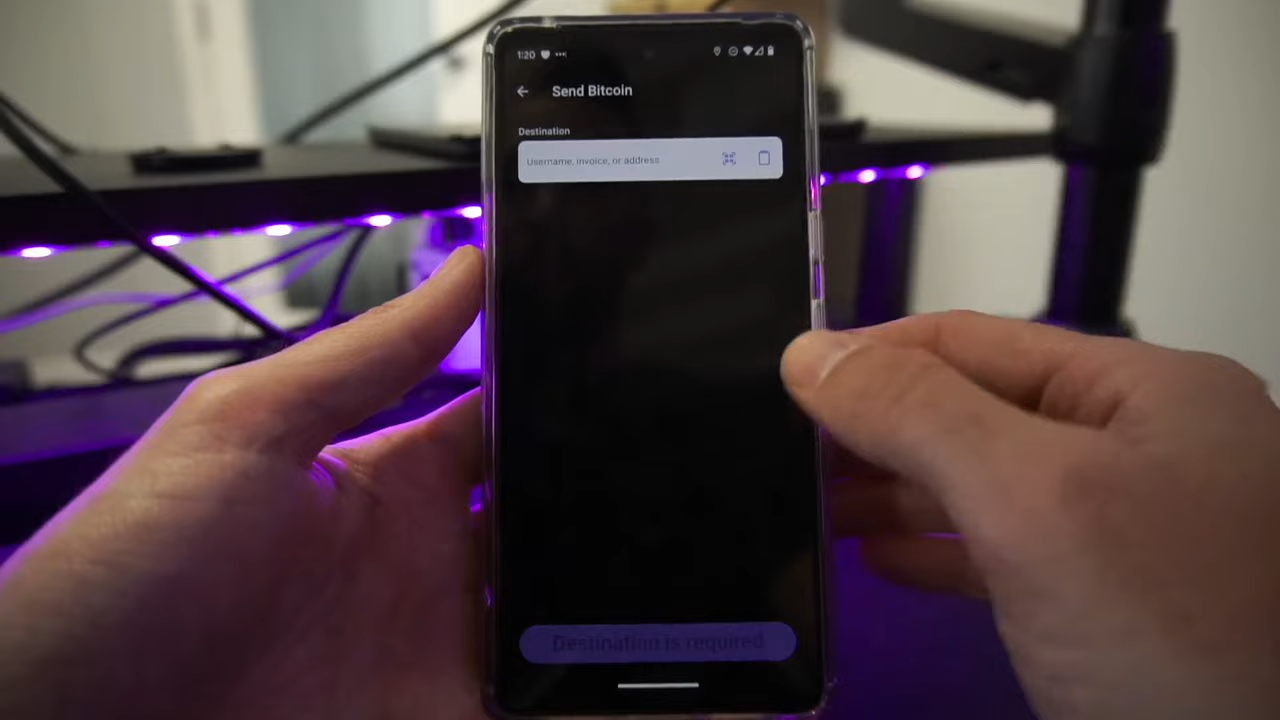 1:20
Send Bitcoin
Destination
Username, invoice, or address
Destination is required